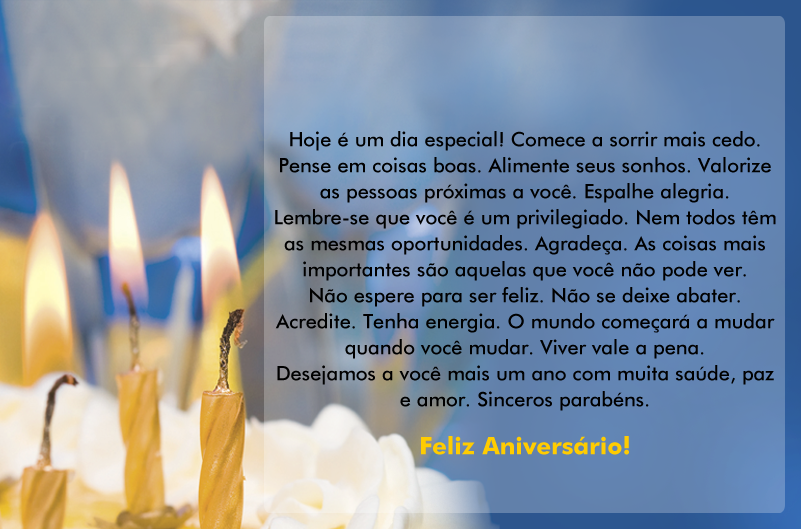 Hoje é um dia especial! Comece a sorrir mais cedo.
Pense em coisas boas. Alimente seus sonhos. Valorize
as pessoas próximas a você. Espalhe alegria.
Lembre-se que você é um privilegiado. Nem todos têm
as mesmas oportunidades. Agradeça. As coisas mais
importantes são aquelas que você não pode ver.
Não espere para ser feliz. Não se deixe abater.
Acredite. Tenha energia. O mundo começará a mudar
quando você mudar. Viver vale a pena.
Desejamos a você mais um ano com muita saúde, paz
e amor. Sinceros parabéns.
Feliz Aniversário!